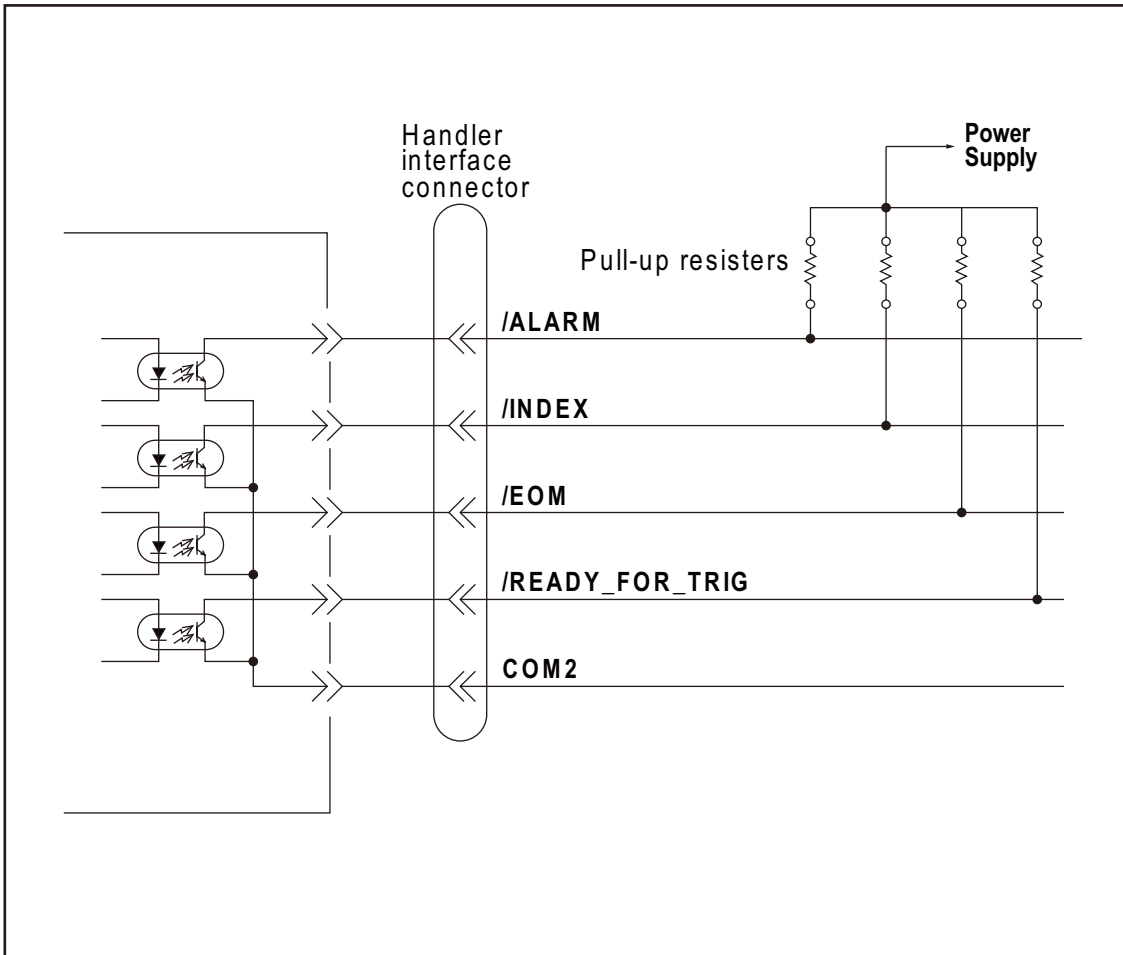 Handler
interface
connector
Power
Supply
Pull-up resisters
/ALARM
/INDEX
/EOM
/READY_FOR_TRIG
COM2